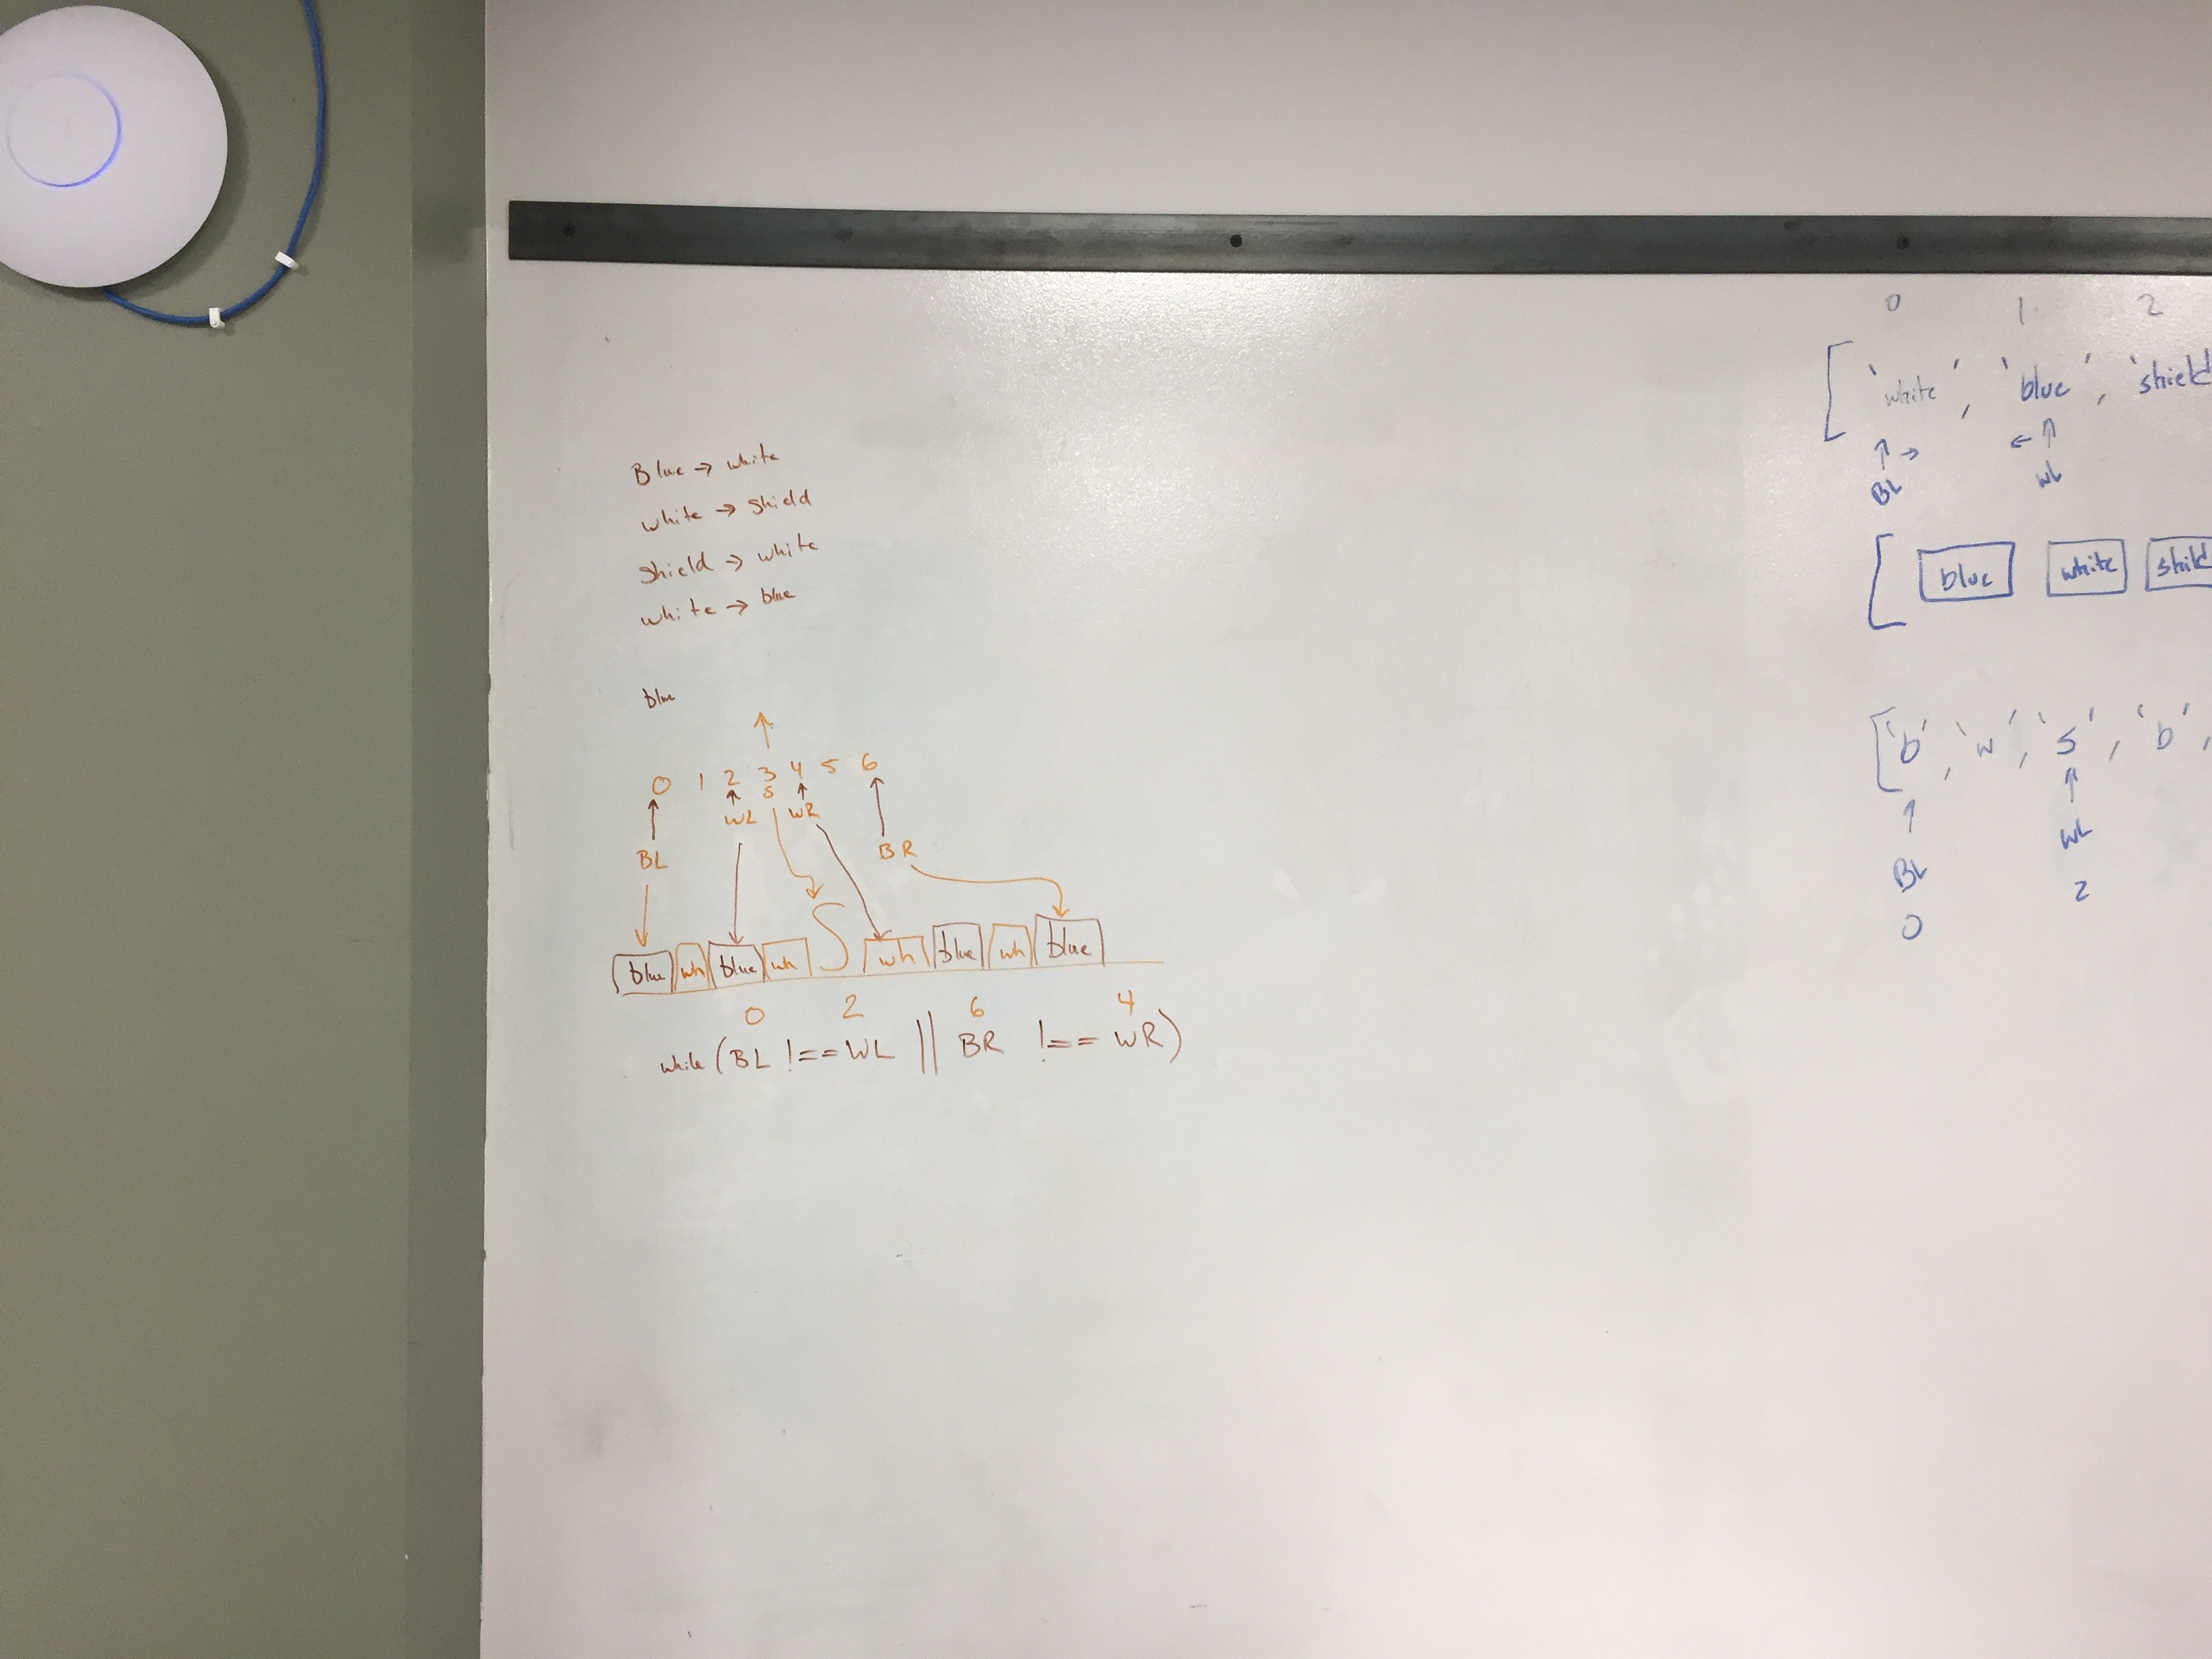 Blue → white
white → shield
shield → white
white → blue
blue
↑
0 1 2 3 4 5 6
↑ ↑ s ↑ ↑
WL WR
BL BR
blue wh blue wh S wh blue wh blue
0 2 6 4
while (BL !== WL || BR !== WR)
0 1 2
[ 'white', 'blue', 'shield
↑ → ← ↑
BL WL
[ blue white shild
['b', 'w', 's', 'b',
↑ ↑
BL WL
0 2